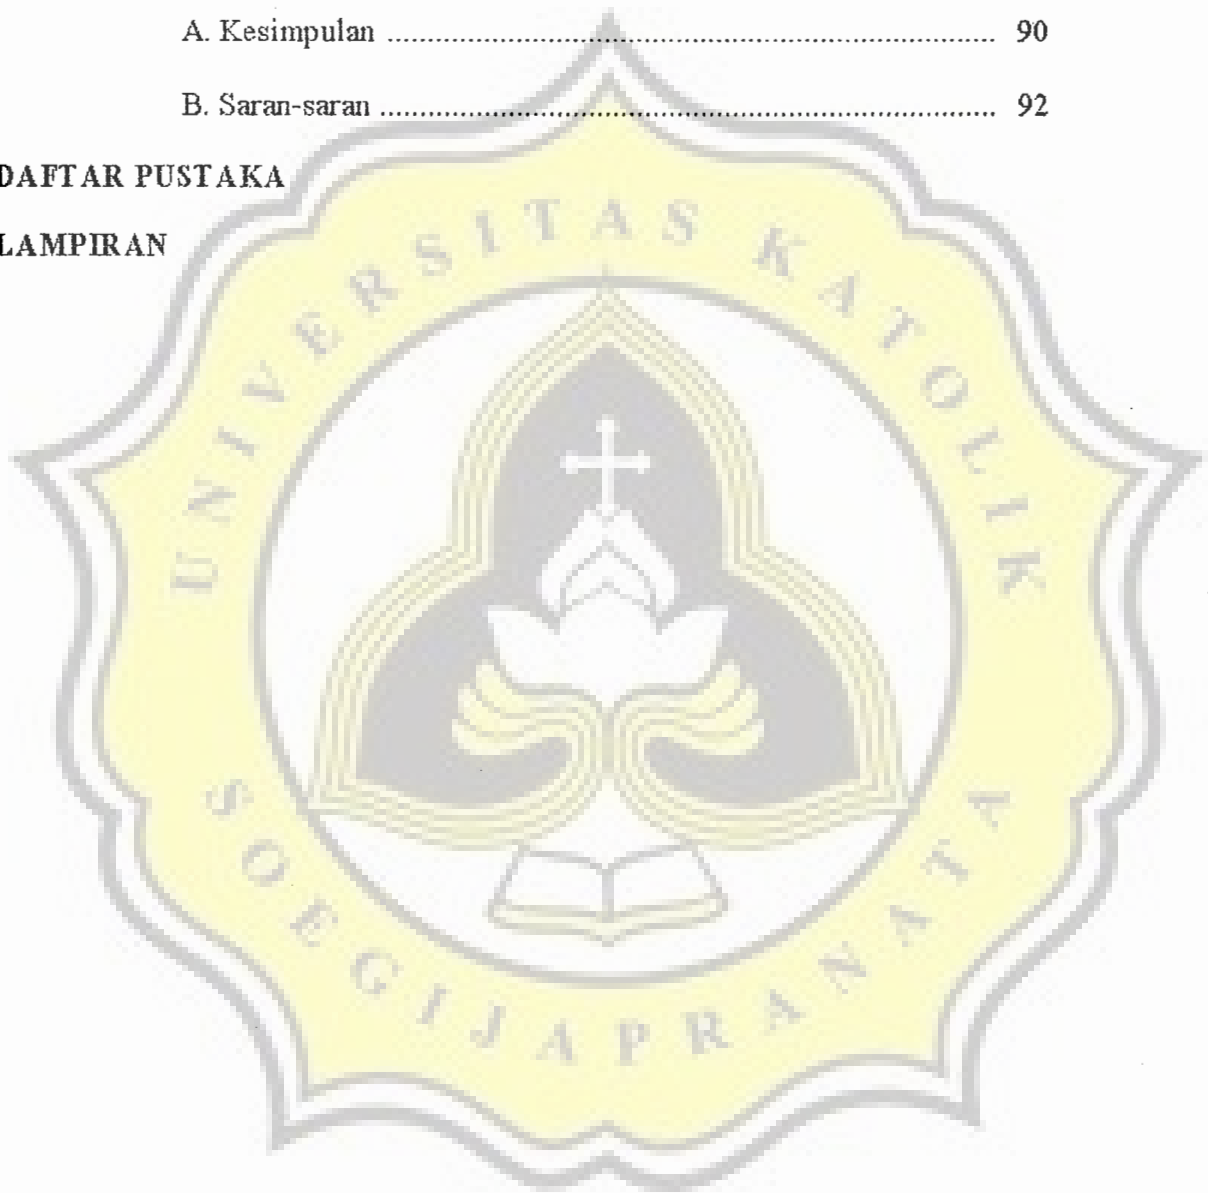 A. Kesimpulan ............................................................................ 90
B. Saran-saran ............................................................................. 92
DAFTAR PUSTAKA
LAMPIRAN
UNIVERSITAS KATOLIK
SOEGIJAPRANATA